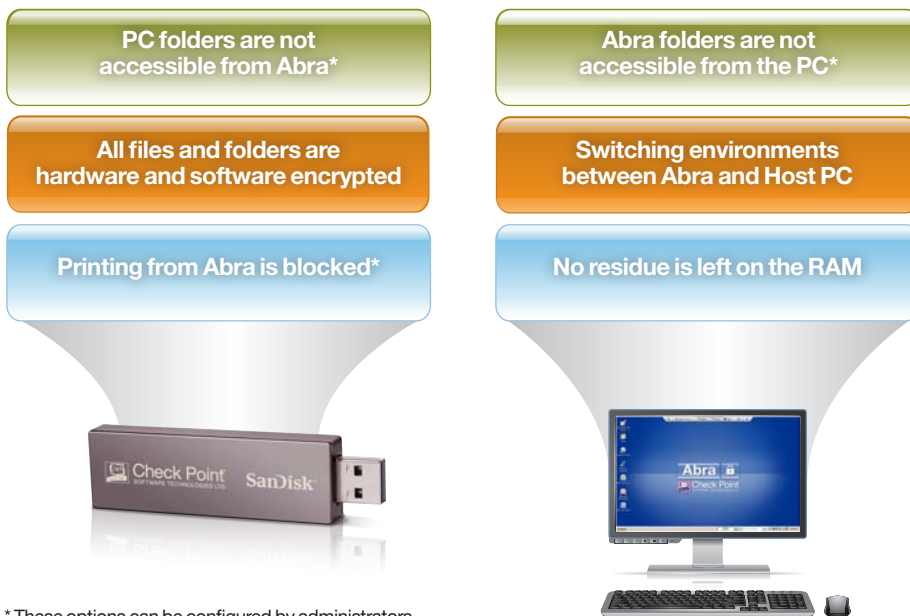 PC folders are not
accessible from Abra*
All files and folders are
hardware and software encrypted
Printing from Abra is blocked*
Abra folders are not
accessible from the PC*
Switching environments
between Abra and Host PC
No residue is left on the RAM
Check Point
SOFTWARE TECHNOLOGIES LTD.
SanDisk
Abra
Check Point
* These options can be configured by administrators